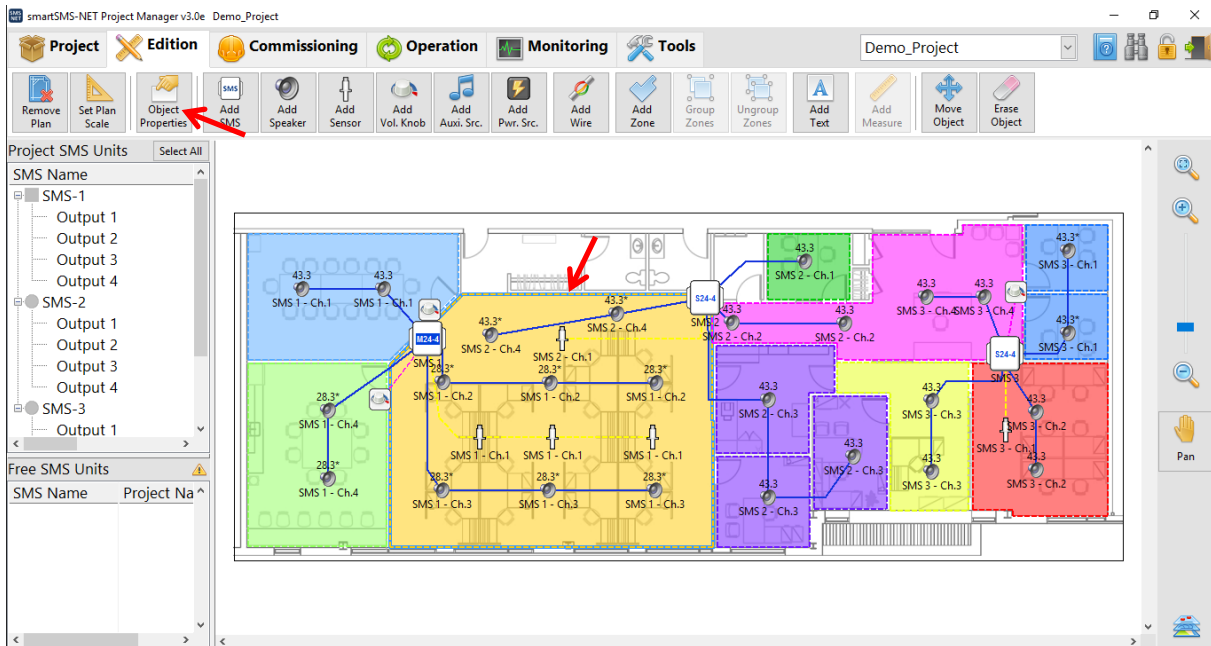 SMS NET smartSMS-NET Project Manager v3.0e Demo_Project
Project Edition Commissioning Operation Monitoring Tools Demo_Project
Remove Plan
Set Plan Scale
Object Properties
SMS Add SMS
Add Speaker
Add Sensor
Add Vol. Knob
Add Auxi. Src.
Add Pwr. Src.
Add Wire
Add Zone
Group Zones
Ungroup Zones
A Add Text
Add Measure
Move Object
Erase Object
Project SMS Units Select All
SMS Name
SMS-1
Output 1
Output 2
Output 3
Output 4
SMS-2
Output 1
Output 2
Output 3
Output 4
SMS-3
Output 1
Free SMS Units
SMS Name Project Na
Pan
43.3
SMS 1 - Ch.1
43.3
SMS 1 - Ch.1
M24-4
SMS 1
28.3*
SMS 1 - Ch.4
28.3*
SMS 1 - Ch.4
43.3*
SMS 2 - Ch.4
43.3*
SMS 2 - Ch.4
SMS 2 - Ch.1
28.3*
SMS 1 - Ch.2
28.3*
SMS 1 - Ch.2
28.3*
SMS 1 - Ch.2
SMS 1 - Ch.1
SMS 1 - Ch.1
SMS 1 - Ch.1
28.3*
SMS 1 - Ch.3
28.3*
SMS 1 - Ch.3
28.3*
SMS 1 - Ch.3
S24-4
SMS 2
43.3
SMS 2 - Ch.1
43.3
SMS 2 - Ch.2
43.3
SMS 2 - Ch.2
43.3
SMS 2 - Ch.3
43.3
SMS 2 - Ch.3
43.3
SMS 2 - Ch.3
43.3
SMS 3 - Ch.4
43.3
SMS 3 - Ch.4
43.3*
SMS 3 - Ch.1
43.3*
SMS 3 - Ch.1
S24-4
SMS 3
43.3
SMS 3 - Ch.3
43.3
SMS 3 - Ch.3
43.3
SMS 3 - Ch.2
SMS 3 - Ch.1
43.3
SMS 3 - Ch.2